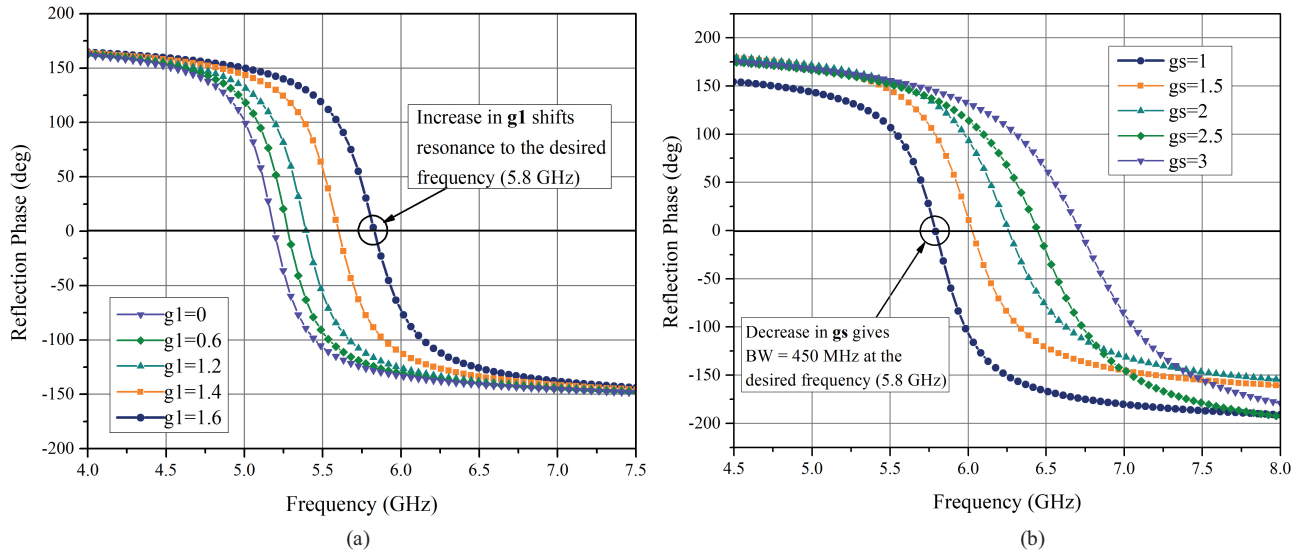 200
150
100
50
0
-50
-100
-150
-200
Reflection Phase (deg)
4.0 4.5 5.0 5.5 6.0 6.5 7.0 7.5
Frequency (GHz)
Increase in g1 shifts
resonance to the desired
frequency (5.8 GHz)
g1=0
g1=0.6
g1=1.2
g1=1.4
g1=1.6
(a)
200
150
100
50
0
-50
-100
-150
-200
Reflection Phase (deg)
4.5 5.0 5.5 6.0 6.5 7.0 7.5 8.0
Frequency (GHz)
gs=1
gs=1.5
gs=2
gs=2.5
gs=3
Decrease in gs gives
BW = 450 MHz at the
desired frequency (5.8 GHz)
(b)